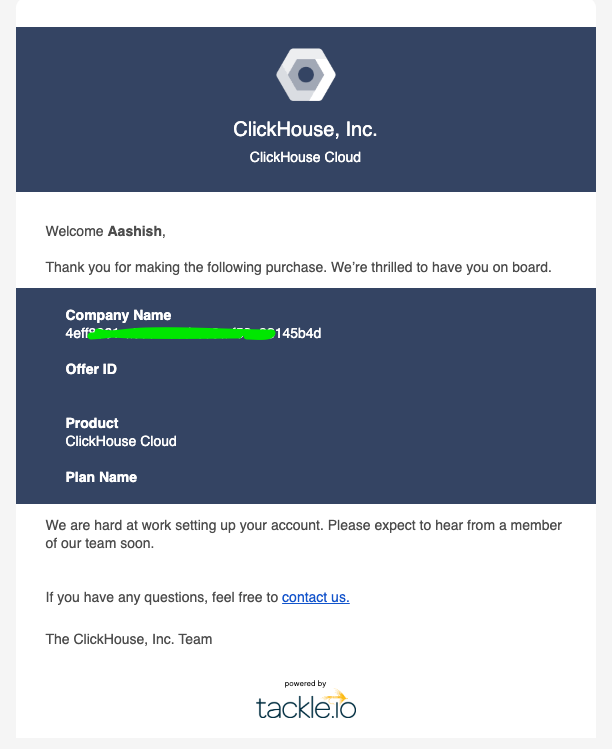 ClickHouse, Inc.
ClickHouse Cloud
Welcome Aashish,
Thank you for making the following purchase. We’re thrilled to have you on board.
Company Name
4eff 145b4d
Offer ID
Product
ClickHouse Cloud
Plan Name
We are hard at work setting up your account. Please expect to hear from a member
of our team soon.
If you have any questions, feel free to contact us.
The ClickHouse, Inc. Team
powered by
tackle.io